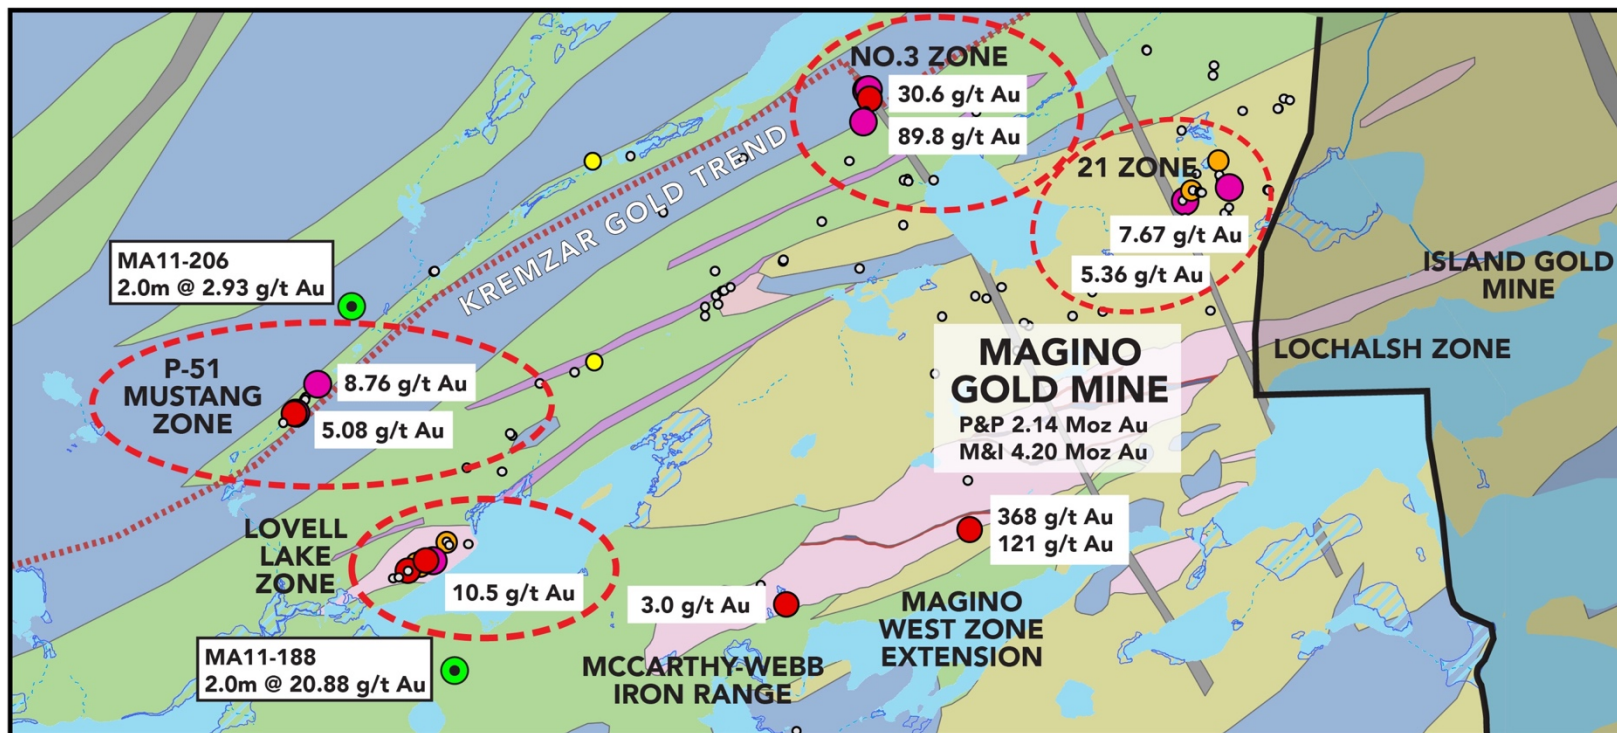 NO.3 ZONE
30.6 g/t Au
89.8 g/t Au
21 ZONE
7.67 g/t Au
5.36 g/t Au
KREMZAR GOLD TREND
MA11-206
2.0m @ 2.93 g/t Au
ISLAND GOLD
MINE
LOCHALSH ZONE
P-51
MUSTANG
ZONE
8.76 g/t Au
5.08 g/t Au
MAGINO
GOLD MINE
P&P 2.14 Moz Au
M&I 4.20 Moz Au
LOVELL
LAKE
ZONE
10.5 g/t Au
368 g/t Au
121 g/t Au
3.0 g/t Au
MAGINO
WEST ZONE
EXTENSION
MA11-188
2.0m @ 20.88 g/t Au
MCCARTHY-WEBB
IRON RANGE